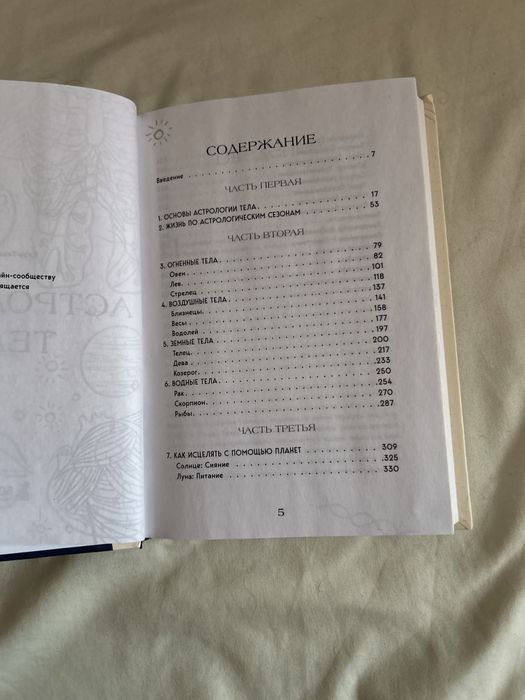 йн-сообществу
ящается
АСТРО
ТЕ
СОДЕРЖАНИЕ
Введение . . . . . . . . . . . . . . . . . . . . . . . . . . 7
ЧАСТЬ ПЕРВАЯ
1. ОСНОВЫ АСТРОЛОГИИ ТЕЛА. . . . . . . . . . . . . . . . 17
2. ЖИЗНЬ ПО АСТРОЛОГИЧЕСКИМ СЕЗОНАМ . . . . . . . . . . 53
ЧАСТЬ ВТОРАЯ
3. ОГНЕННЫЕ ТЕЛА. . . . . . . . . . . . . . . . . . . . . 79
Овен. . . . . . . . . . . . . . . . . . . . . . . . . 82
Лев. . . . . . . . . . . . . . . . . . . . . . . . . 101
Стрелец . . . . . . . . . . . . . . . . . . . . . . . 118
4. ВОЗДУШНЫЕ ТЕЛА . . . . . . . . . . . . . . . . . . . . 137
Близнецы. . . . . . . . . . . . . . . . . . . . . . . 141
Весы . . . . . . . . . . . . . . . . . . . . . . . . 158
Водолей . . . . . . . . . . . . . . . . . . . . . . . 177
5. ЗЕМНЫЕ ТЕЛА . . . . . . . . . . . . . . . . . . . . . 197
Телец. . . . . . . . . . . . . . . . . . . . . . . . 200
Дева . . . . . . . . . . . . . . . . . . . . . . . . 217
Козерог. . . . . . . . . . . . . . . . . . . . . . . .233
6. ВОДНЫЕ ТЕЛА . . . . . . . . . . . . . . . . . . . . . 250
Рак . . . . . . . . . . . . . . . . . . . . . . . . .254
Скорпион. . . . . . . . . . . . . . . . . . . . . . . 270
Рыбы. . . . . . . . . . . . . . . . . . . . . . . . .287
ЧАСТЬ ТРЕТЬЯ
7. КАК ИСЦЕЛЯТЬ С ПОМОЩЬЮ ПЛАНЕТ . . . . . . . . . . . 309
Солнце: Сияние . . . . . . . . . . . . . . . . . . . .325
Луна: Питание . . . . . . . . . . . . . . . . . . . . 330
5